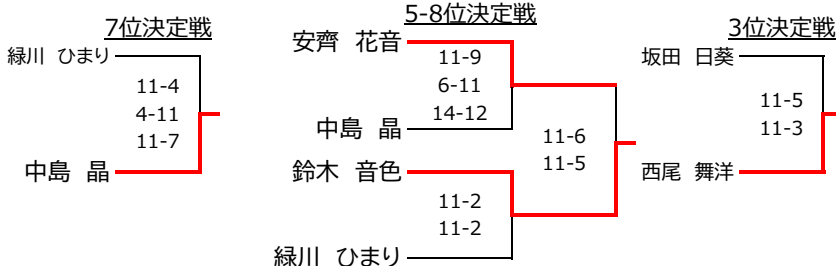 7位決定戦
緑川 ひまり
11-4
4-11
11-7
中島 晶
5-8位決定戦
安齊 花音
11-9
6-11
14-12
中島 晶
11-6
11-5
鈴木 音色
11-2
11-2
緑川 ひまり
3位決定戦
坂田 日葵
11-5
11-3
西尾 舞洋